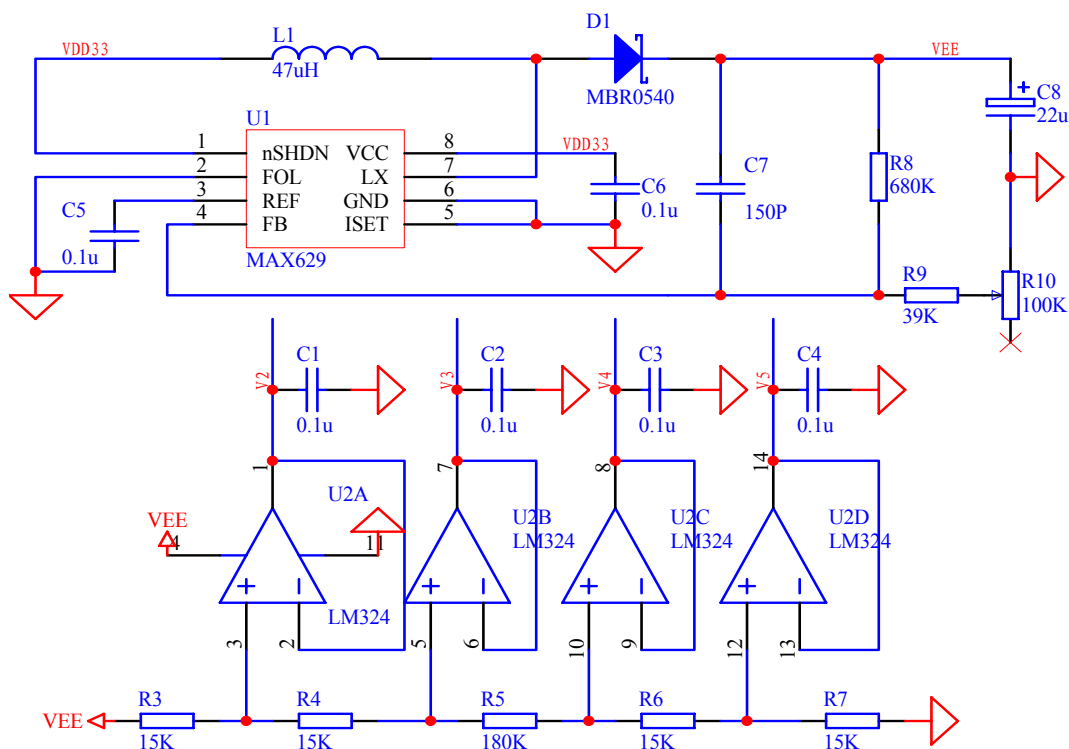 L1
D1
VDD33
VEE
47uH
MBR0540
C8
22u
U1
1 nSHDN VCC 8
VDD33
2 FOL LX 7
3 REF GND 6
4 FB ISET 5
MAX629
C5
0.1u
C6
0.1u
C7
150P
R8
680K
R9
39K
R10
100K
V2
C1
0.1u
V3
C2
0.1u
V4
C3
0.1u
V5
C4
0.1u
1
7
8
14
U2A
VEE
4
11
LM324
U2B
LM324
U2C
LM324
U2D
LM324
3
2
5
6
10
9
12
13
VEE
R3
15K
R4
15K
R5
180K
R6
15K
R7
15K